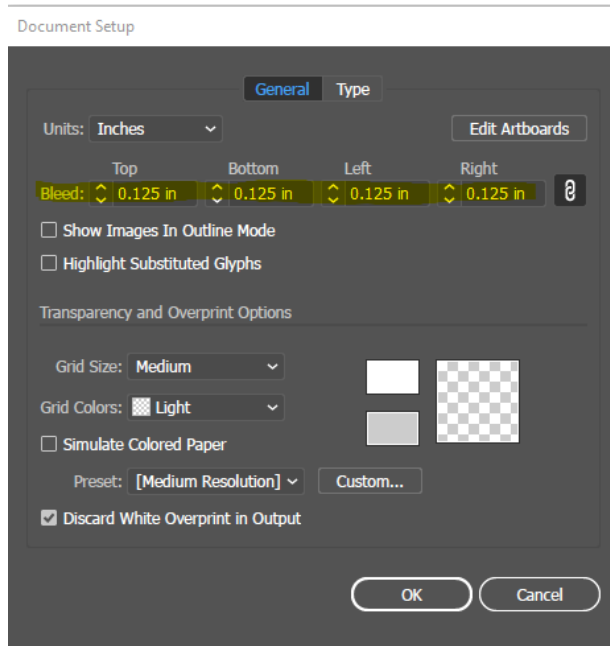 Document Setup
General Type
Units: Inches Edit Artboards
Top Bottom Left Right
Bleed: 0.125 in 0.125 in 0.125 in 0.125 in
Show Images In Outline Mode
Highlight Substituted Glyphs
Transparency and Overprint Options
Grid Size: Medium
Grid Colors: Light
Simulate Colored Paper
Preset: [Medium Resolution] Custom...
Discard White Overprint in Output
OK Cancel